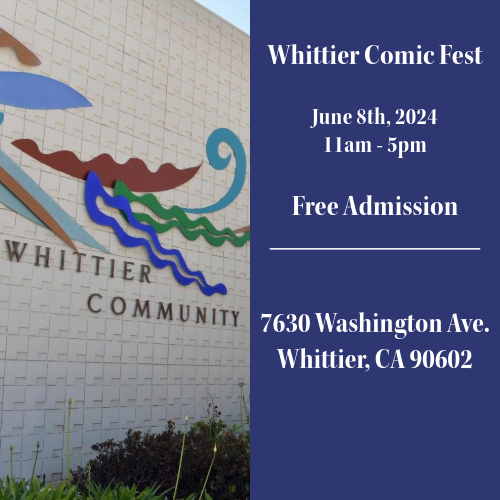 WHITTIER
COMMUNITY
Whittier Comic Fest
June 8th, 2024
11am - 5pm
Free Admission
7630 Washington Ave.
Whittier, CA 90602